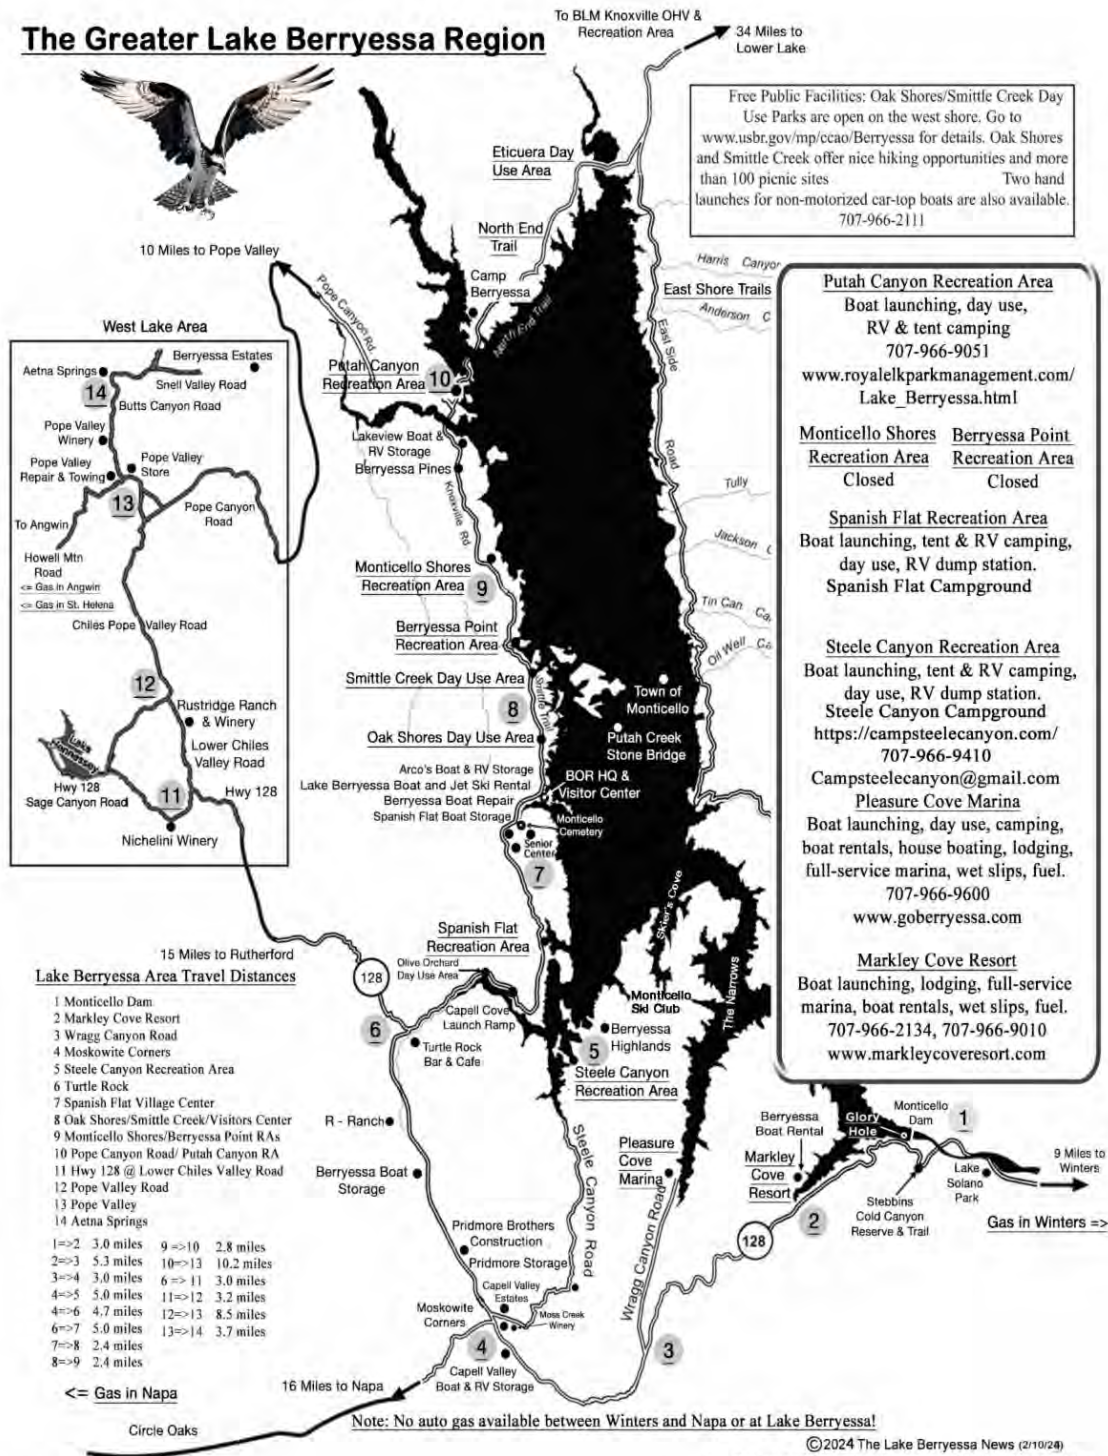 The Greater Lake Berryessa Region
To BLM Knoxville OHV &
Recreation Area
34 Miles to
Lower Lake
Free Public Facilities: Oak Shores/Smittle Creek Day
Use Parks are open on the west shore. Go to
www.usbr.gov/mp/ccao/Berryessa for details. Oak Shores
and Smittle Creek offer nice hiking opportunities and more
than 100 picnic sites Two hand
launches for non-motorized car-top boats are also available.
707-966-2111
Eticuera Day
Use Area
North End
Trail
Camp
Berryessa
North End Trail
10 Miles to Pope Valley
Pope Canyon Rd.
Harris Canyon
East Shore Trails
Anderson C
East Side
Road
Tully
Jackson C
Tin Can Ca
Oil Well Ca
Putah Canyon
Recreation Area
10
Lakeview Boat &
RV Storage
Berryessa Pines
Knoxville Rd.
Monticello Shores
Recreation Area
9
Berryessa Point
Recreation Area
Smittle Creek Day Use Area
Smittle Trail
8
Oak Shores Day Use Area
Town of
Monticello
Putah Creek
Stone Bridge
Arco's Boat & RV Storage
Lake Berryessa Boat and Jet Ski Rental
Berryessa Boat Repair
Spanish Flat Boat Storage
BOR HQ &
Visitor Center
Monticello
Cemetery
Senior
Center
7
West Lake Area
Berryessa Estates
Aetna Springs
14
Snell Valley Road
Butts Canyon Road
Pope Valley
Winery
Pope Valley
Repair & Towing
Pope Valley
Store
13
Pope Canyon
Road
To Angwin
Howell Mtn
Road
<= Gas in Angwin
<= Gas in St. Helena
Chiles Pope Valley Road
12
Rustridge Ranch
& Winery
Lower Chiles
Valley Road
Lake
Hennessey
Hwy 128
Sage Canyon Road
11
Hwy 128
Nichelini Winery
Putah Canyon Recreation Area
Boat launching, day use,
RV & tent camping
707-966-9051
www.royalelkparkmanagement.com/
Lake_Berryessa.html
Monticello Shores
Recreation Area
Closed
Berryessa Point
Recreation Area
Closed
Spanish Flat Recreation Area
Boat launching, tent & RV camping,
day use, RV dump station.
Spanish Flat Campground
Steele Canyon Recreation Area
Boat launching, tent & RV camping,
day use, RV dump station.
Steele Canyon Campground
https://campsteelecanyon.com/
707-966-9410
Campsteelecanyon@gmail.com
Pleasure Cove Marina
Boat launching, day use, camping,
boat rentals, house boating, lodging,
full-service marina, wet slips, fuel.
707-966-9600
www.goberryessa.com
Markley Cove Resort
Boat launching, lodging, full-service
marina, boat rentals, wet slips, fuel.
707-966-2134, 707-966-9010
www.markleycoveresort.com
Skier's Cove
The Narrows
Monticello
Ski Club
Spanish Flat
Recreation Area
Olive Orchard
Day Use Area
Capell Cove
Launch Ramp
15 Miles to Rutherford
128
6
Turtle Rock
Bar & Cafe
Berryessa
Highlands
5
Steele Canyon
Recreation Area
R - Ranch
Berryessa Boat
Storage
Steele Canyon Road
Pleasure
Cove
Marina
Wragg Canyon Road
Berryessa
Boat Rental
Markley
Cove
Resort
2
Glory
Hole
Monticello
Dam
1
Lake
Solano
Park
9 Miles to
Winters
Stebbins
Cold Canyon
Reserve & Trail
Gas in Winters =>
128
3
Pridmore Brothers
Construction
Pridmore Storage
Capell Valley
Estates
Moss Creek
Winery
Moskowite
Corners
4
Capell Valley
Boat & RV Storage
Lake Berryessa Area Travel Distances
1 Monticello Dam
2 Markley Cove Resort
3 Wragg Canyon Road
4 Moskowite Corners
5 Steele Canyon Recreation Area
6 Turtle Rock
7 Spanish Flat Village Center
8 Oak Shores/Smittle Creek/Visitors Center
9 Monticello Shores/Berryessa Point RAs
10 Pope Canyon Road/ Putah Canyon RA
11 Hwy 128 @ Lower Chiles Valley Road
12 Pope Valley Road
13 Pope Valley
14 Aetna Springs
1=>2 3.0 miles 9 =>10 2.8 miles
2=>3 5.3 miles 10=>13 10.2 miles
3=>4 3.0 miles 6 => 11 3.0 miles
4=>5 5.0 miles 11=>12 3.2 miles
4=>6 4.7 miles 12=>13 8.5 miles
6=>7 5.0 miles 13=>14 3.7 miles
7=>8 2.4 miles
8=>9 2.4 miles
<= Gas in Napa
16 Miles to Napa
Circle Oaks
Note: No auto gas available between Winters and Napa or at Lake Berryessa!
©2024 The Lake Berryessa News (2/10/24)